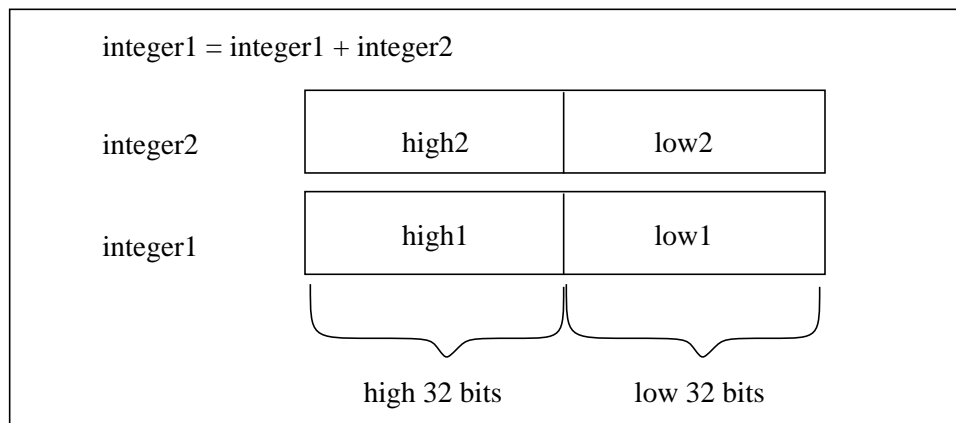 integer1 = integer1 + integer2
integer2 high2 low2
integer1 high1 low1
high 32 bits low 32 bits